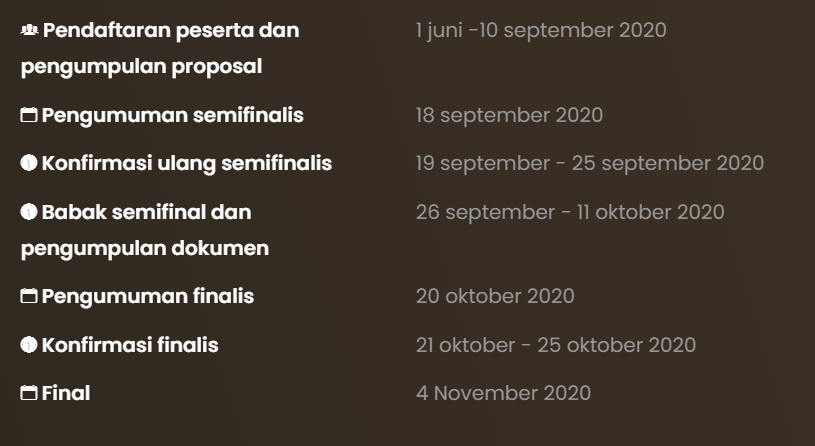 Pendaftaran peserta dan 1 juni -10 september 2020
pengumpulan proposal
Pengumuman semifinalis 18 september 2020
Konfirmasi ulang semifinalis 19 september - 25 september 2020
Babak semifinal dan 26 september - 11 oktober 2020
pengumpulan dokumen
Pengumuman finalis 20 oktober 2020
Konfirmasi finalis 21 oktober - 25 oktober 2020
Final 4 November 2020